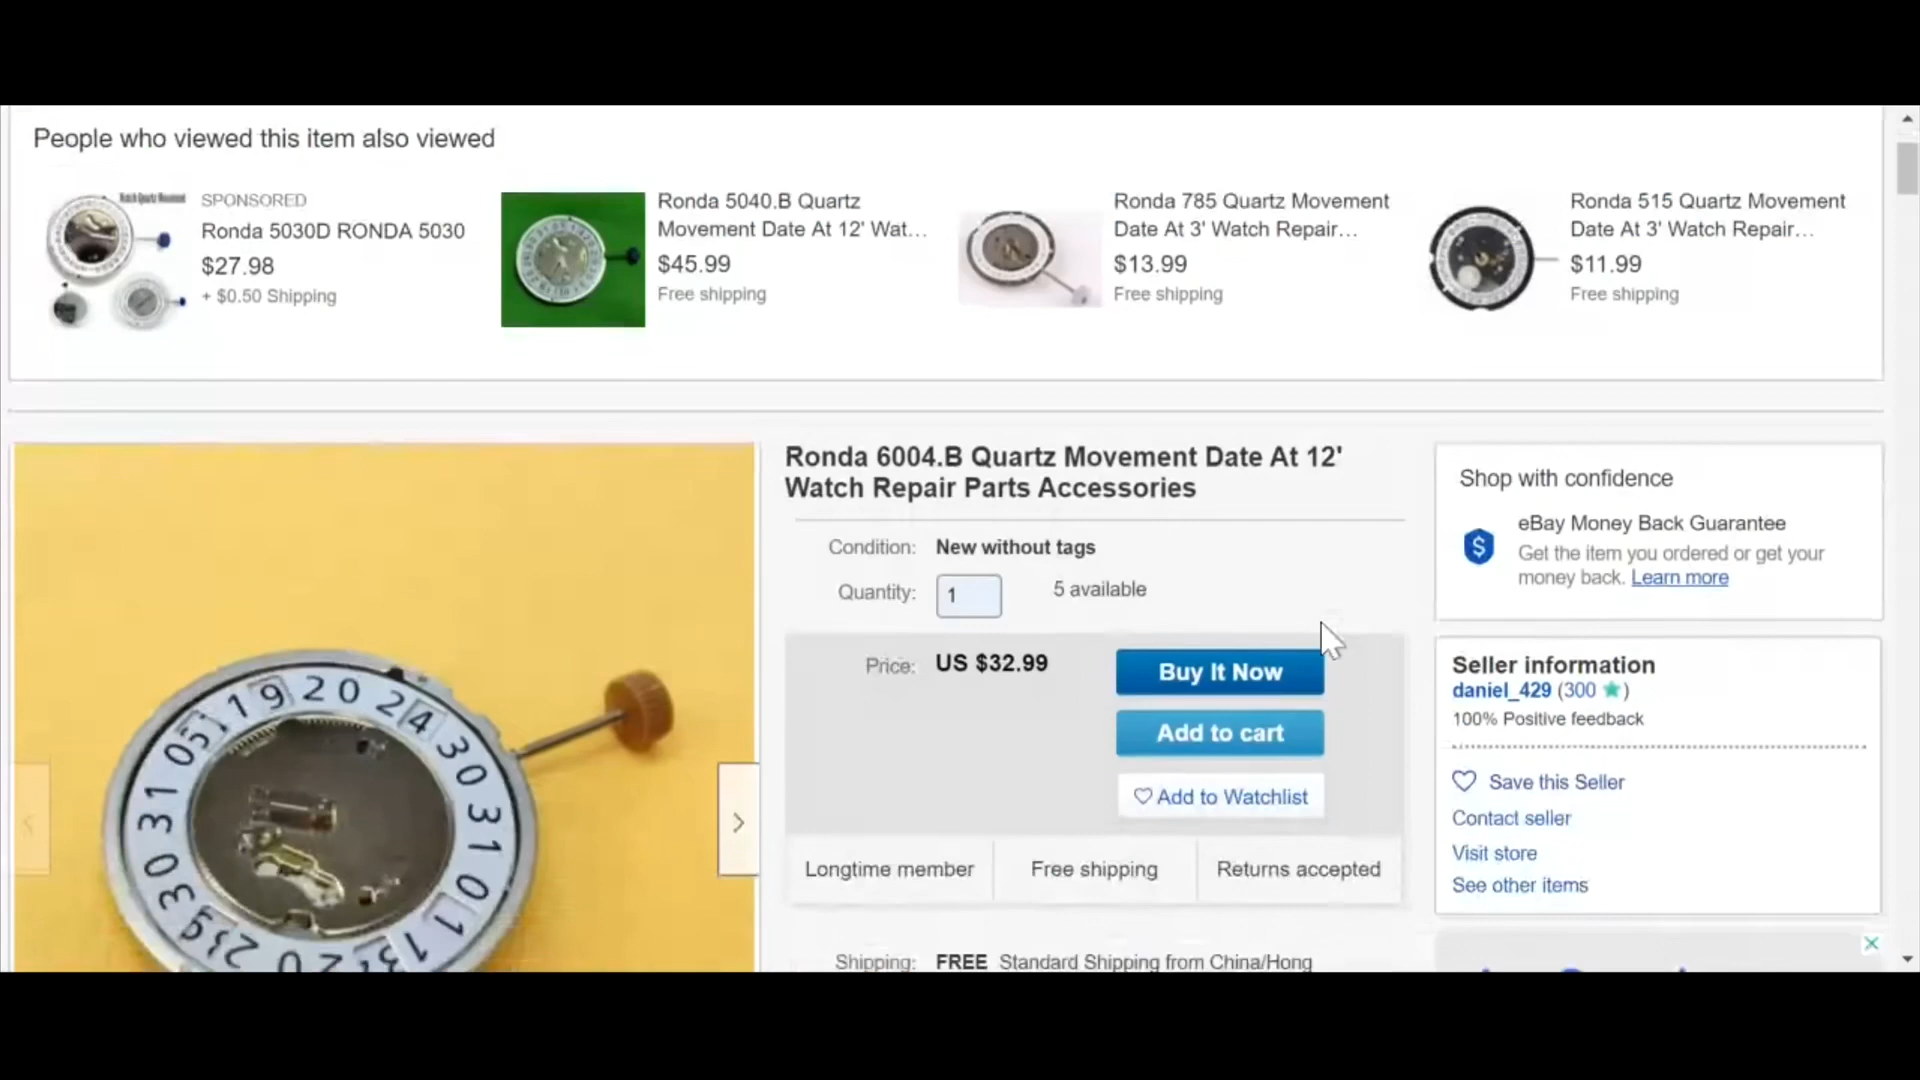 People who viewed this item also viewed
SPONSORED
Ronda 5030D RONDA 5030
$27.98
+ $0.50 Shipping
Ronda 5040.B Quartz
Movement Date At 12' Wat...
$45.99
Free shipping
Ronda 785 Quartz Movement
Date At 3' Watch Repair...
$13.99
Free shipping
Ronda 515 Quartz Movement
Date At 3' Watch Repair...
$11.99
Free shipping
Ronda 6004.B Quartz Movement Date At 12'
Watch Repair Parts Accessories
Condition: New without tags
Quantity: 1 5 available
Price: US $32.99
Buy It Now
Add to cart
Add to Watchlist
Longtime member
Free shipping
Returns accepted
Shipping: FREE Standard Shipping from China/Hong
Shop with confidence
eBay Money Back Guarantee
Get the item you ordered or get your
money back. Learn more
Seller information
daniel_429 (300 ★)
100% Positive feedback
Save this Seller
Contact seller
Visit store
See other items